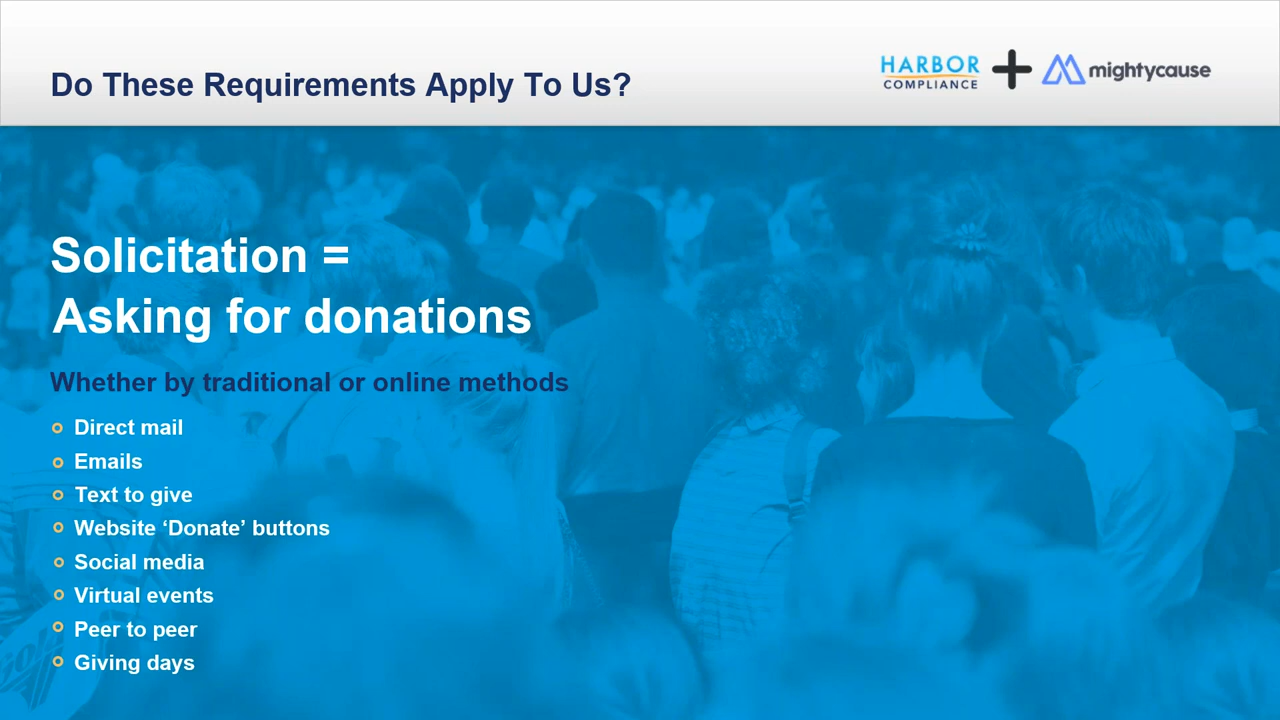 Do These Requirements Apply To Us?
HARBOR
COMPLIANCE
mightycause
Solicitation =
Asking for donations
Whether by traditional or online methods
Direct mail
Emails
Text to give
Website ‘Donate’ buttons
Social media
Virtual events
Peer to peer
Giving days